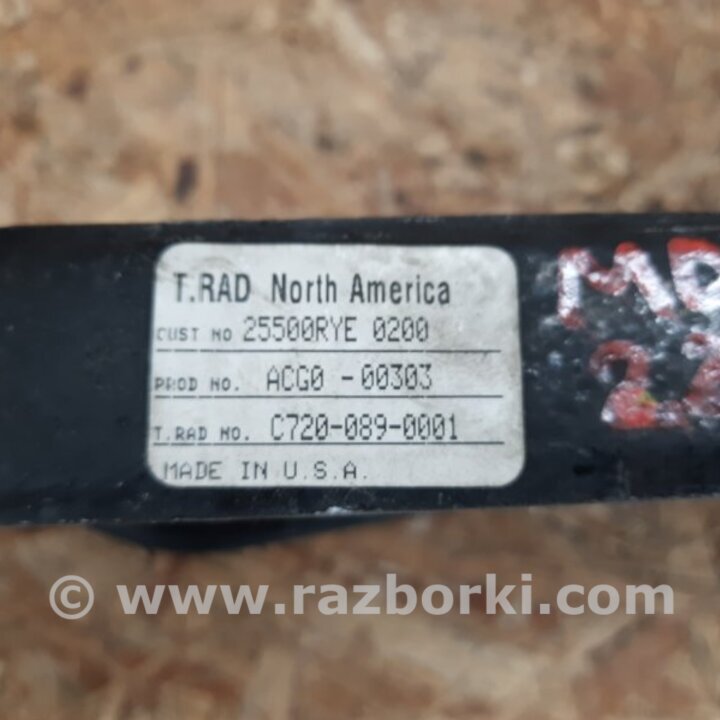 T.RAD North America
CUST NO 25500RYE 0200
PROD NO. ACG0 -00303
T.RAD NO. C720-089-0001
MADE IN U.S.A.
© www.razborki.com